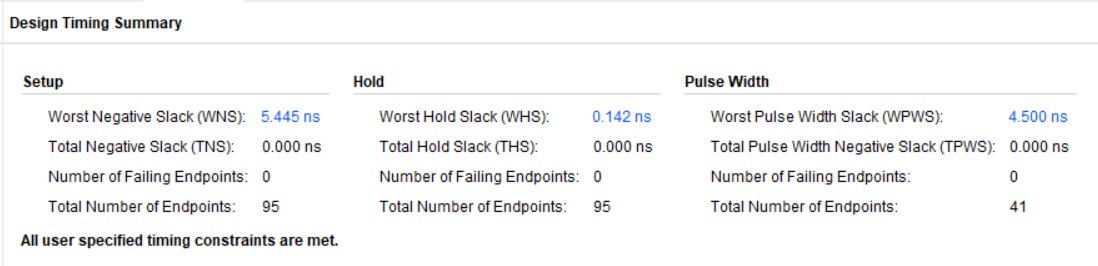 Design Timing Summary
Setup Hold Pulse Width
Worst Negative Slack (WNS): 5.445 ns Worst Hold Slack (WHS): 0.142 ns Worst Pulse Width Slack (WPWS): 4.500 ns
Total Negative Slack (TNS): 0.000 ns Total Hold Slack (THS): 0.000 ns Total Pulse Width Negative Slack (TPWS): 0.000 ns
Number of Failing Endpoints: 0 Number of Failing Endpoints: 0 Number of Failing Endpoints: 0
Total Number of Endpoints: 95 Total Number of Endpoints: 95 Total Number of Endpoints: 41
All user specified timing constraints are met.